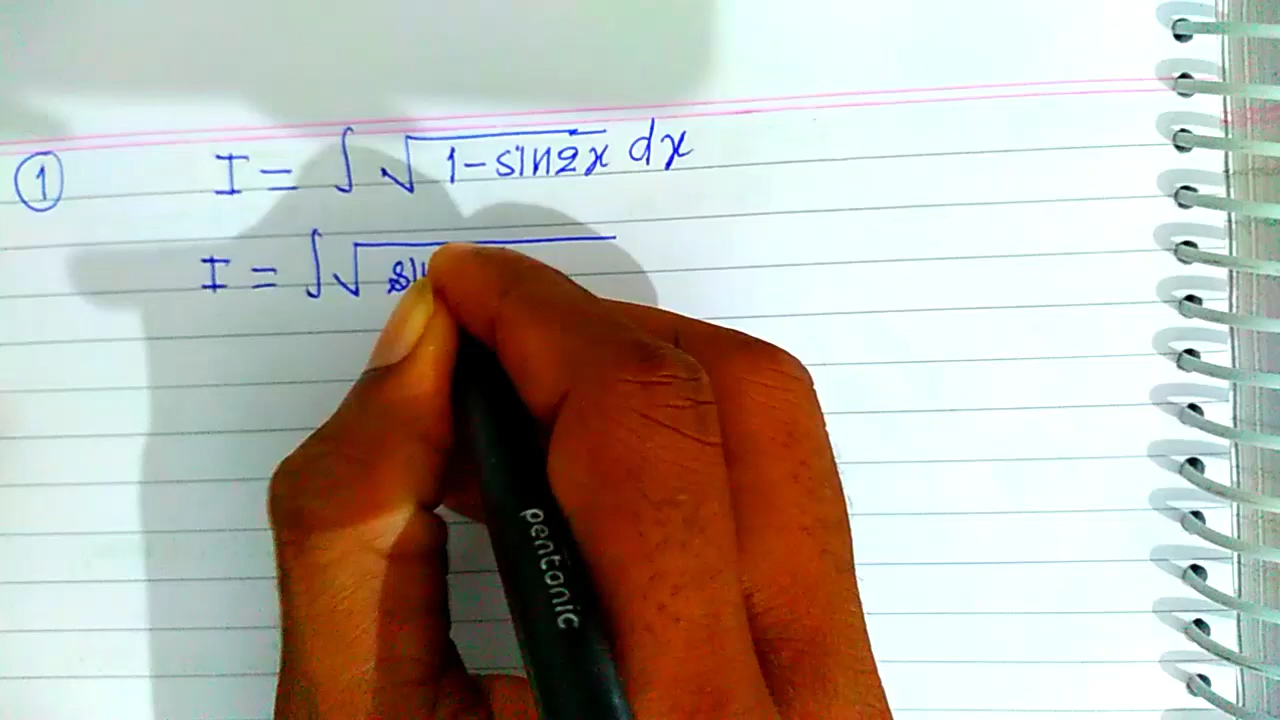 ① I = ∫ √1-sin2x dx
I = ∫√
pentonic